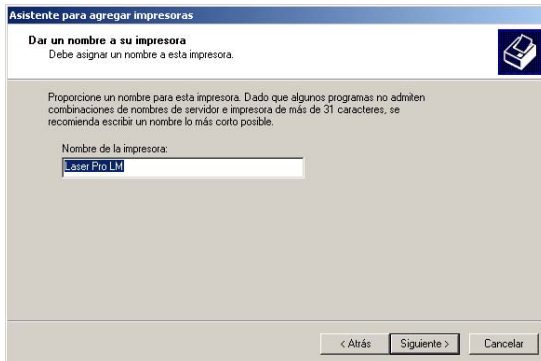 Asistente para agregar impresoras
Dar un nombre a su impresora
Debe asignar un nombre a esta impresora.
Proporcione un nombre para esta impresora. Dado que algunos programas no admiten
combinaciones de nombres de servidor e impresora de más de 31 caracteres, se
recomienda escribir un nombre lo más corto posible.
Nombre de la impresora:
Laser Pro LM
< Atrás Siguiente > Cancelar